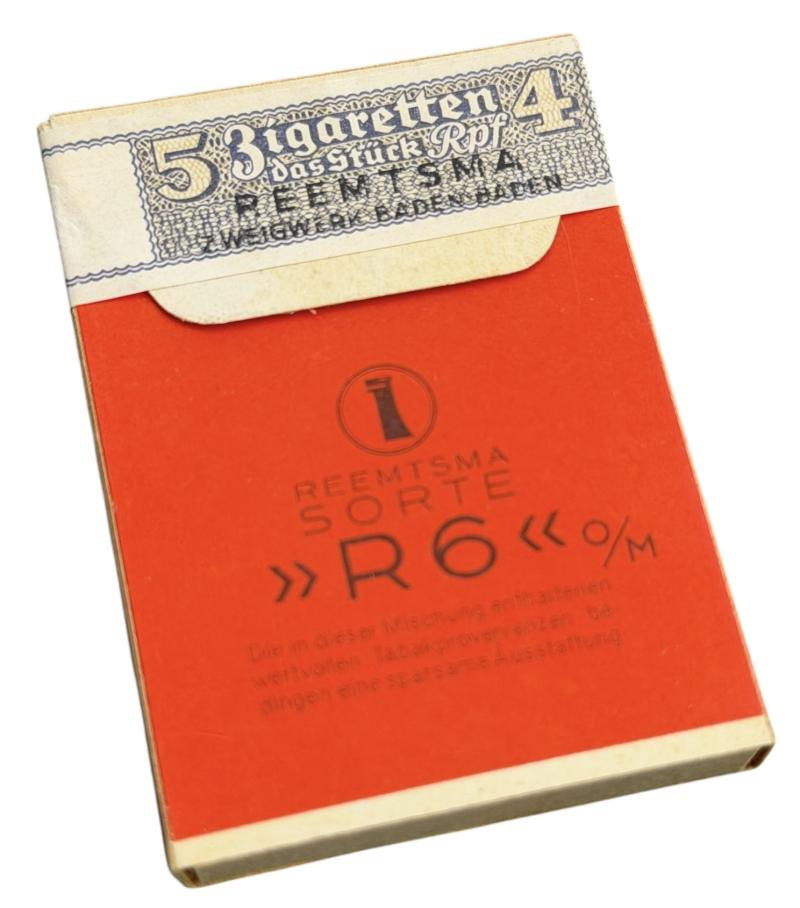 5 Zigaretten 4
das Stück Rpf
REEMTSMA
ZWEIGWERK BADEN-BADEN
REEMTSMA
SORTE
»R6« O/M
Die in dieser Mischung enthaltenen
wertvollen Tabakprovenienzen be-
dingen eine sparsame Ausstattung